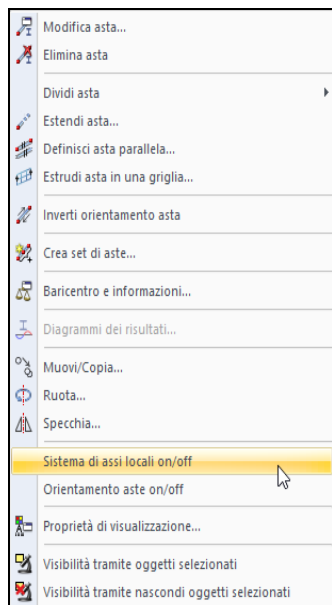 Modifica asta...
Elimina asta
Dividi asta
Estendi asta...
Definisci asta parallela...
Estrudi asta in una griglia...
Inverti orientamento asta
Crea set di aste...
Baricentro e informazioni...
Diagrammi dei risultati...
Muovi/Copia...
Ruota...
Specchia...
Sistema di assi locali on/off
Orientamento aste on/off
Proprietà di visualizzazione...
Visibilità tramite oggetti selezionati
Visibilità tramite nascondi oggetti selezionati